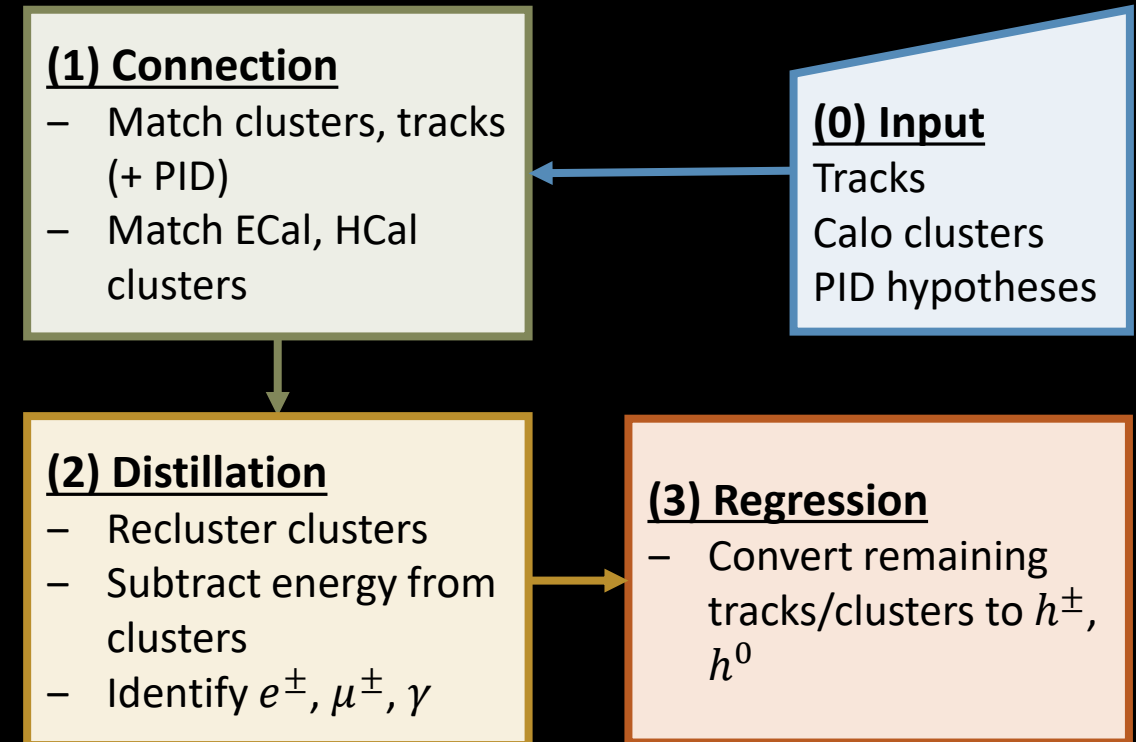 (1) Connection
– Match clusters, tracks
(+ PID)
– Match ECal, HCal
clusters
(0) Input
Tracks
Calo clusters
PID hypotheses
(2) Distillation
– Recluster clusters
– Subtract energy from
clusters
– Identify e±, μ±, γ
(3) Regression
– Convert remaining
tracks/clusters to h±,
h⁰